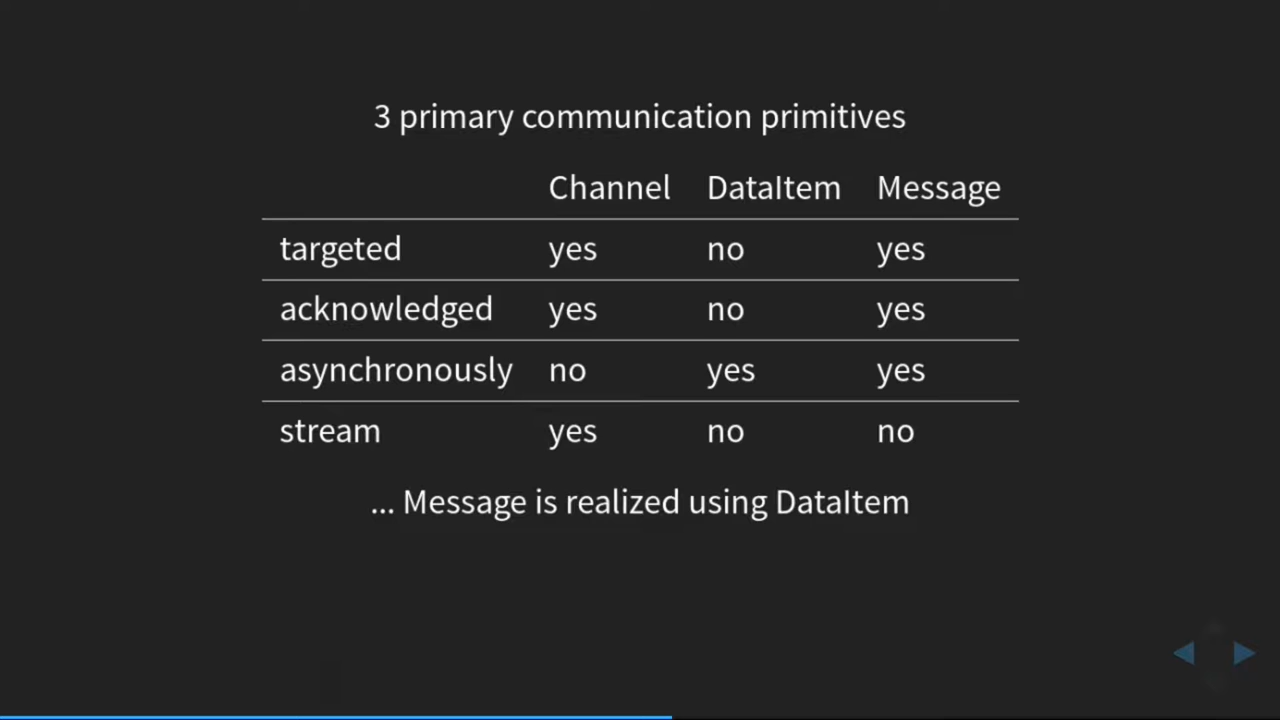 3 primary communication primitives
Channel DataItem Message
targeted yes no yes
acknowledged yes no yes
asynchronously no yes yes
stream yes no no
... Message is realized using DataItem